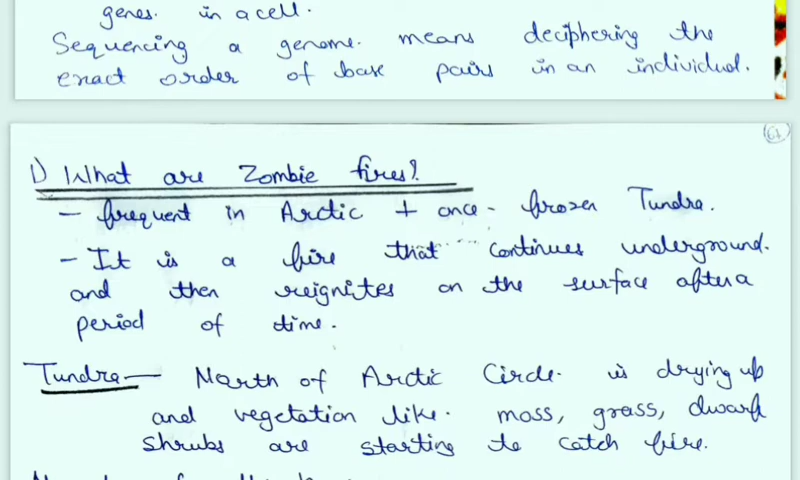 genes. in a cell.
Sequencing a genome means deciphering the
exact order of base pairs in an individual.
61
1) What are Zombie fires?
- frequent in Arctic + once-frozen Tundra.
- It is a fire that continues underground.
and then reignites on the surface after a
period of time.
Tundra— North of Arctic Circle is drying up
and vegetation like moss, grass, dwarf
shrubs are starting to catch fire.